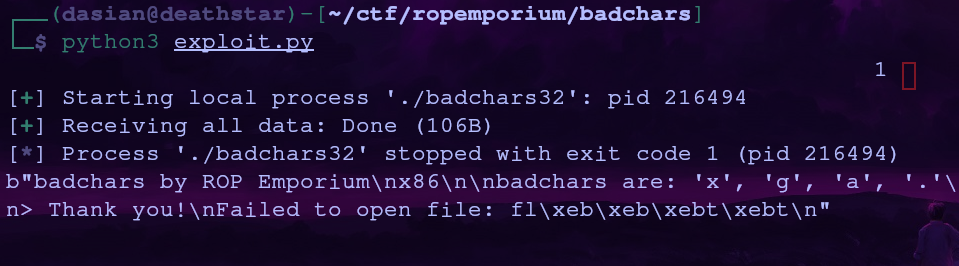 (dasian@deathstar)-[~/ctf/ropemporium/badchars]
$ python3 exploit.py
1
[+] Starting local process './badchars32': pid 216494
[+] Receiving all data: Done (106B)
[*] Process './badchars32' stopped with exit code 1 (pid 216494)
b"badchars by ROP Emporium\nx86\n\nbadchars are: 'x', 'g', 'a', '.'\
n> Thank you!\nFailed to open file: fl\xeb\xeb\xebt\xebt\n"